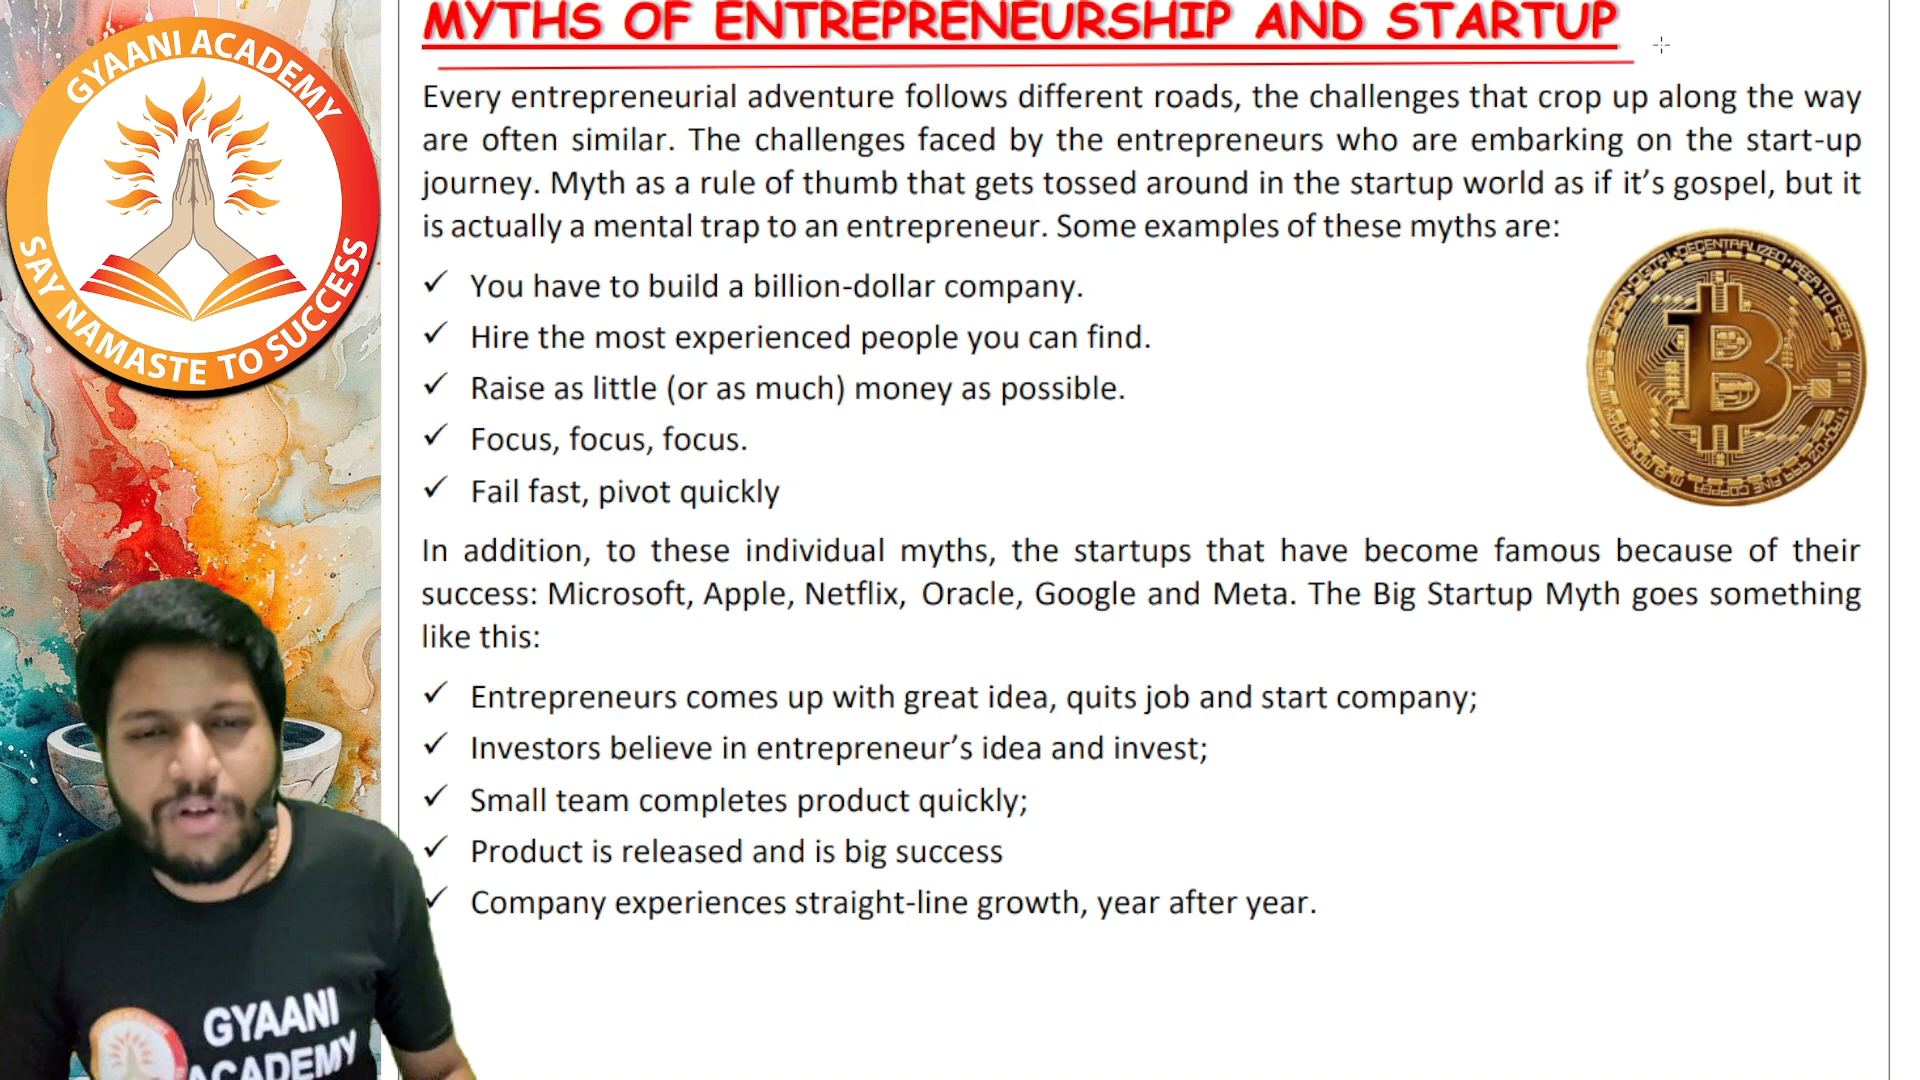 GYAANI ACADEMY
SAY NAMASTE TO SUCCESS
MYTHS OF ENTREPRENEURSHIP AND STARTUP
Every entrepreneurial adventure follows different roads, the challenges that crop up along the way
are often similar. The challenges faced by the entrepreneurs who are embarking on the start-up
journey. Myth as a rule of thumb that gets tossed around in the startup world as if it’s gospel, but it
is actually a mental trap to an entrepreneur. Some examples of these myths are:
✓ You have to build a billion-dollar company.
✓ Hire the most experienced people you can find.
✓ Raise as little (or as much) money as possible.
✓ Focus, focus, focus.
✓ Fail fast, pivot quickly
DECENTRALIZED
B
In addition, to these individual myths, the startups that have become famous because of their
success: Microsoft, Apple, Netflix, Oracle, Google and Meta. The Big Startup Myth goes something
like this:
✓ Entrepreneurs comes up with great idea, quits job and start company;
✓ Investors believe in entrepreneur’s idea and invest;
✓ Small team completes product quickly;
✓ Product is released and is big success
✓ Company experiences straight-line growth, year after year.
GYAANI
ACADEMY